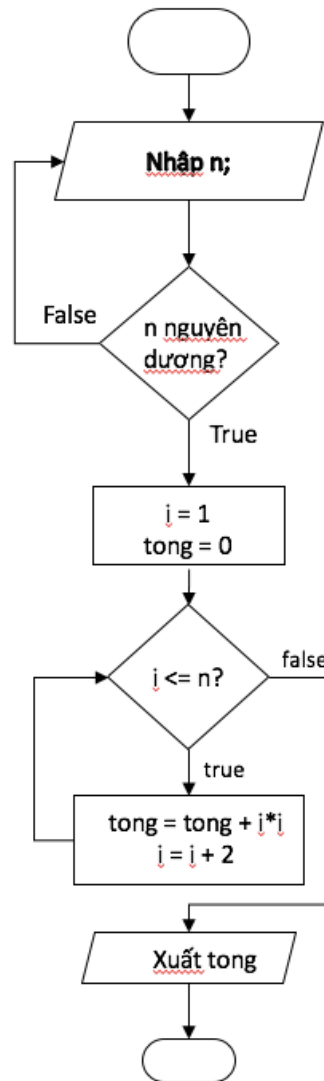 Nhập n;
False
n nguyên
dương?
True
i = 1
tong = 0
i <= n?
false
true
tong = tong + i*i
i = i + 2
Xuất tong